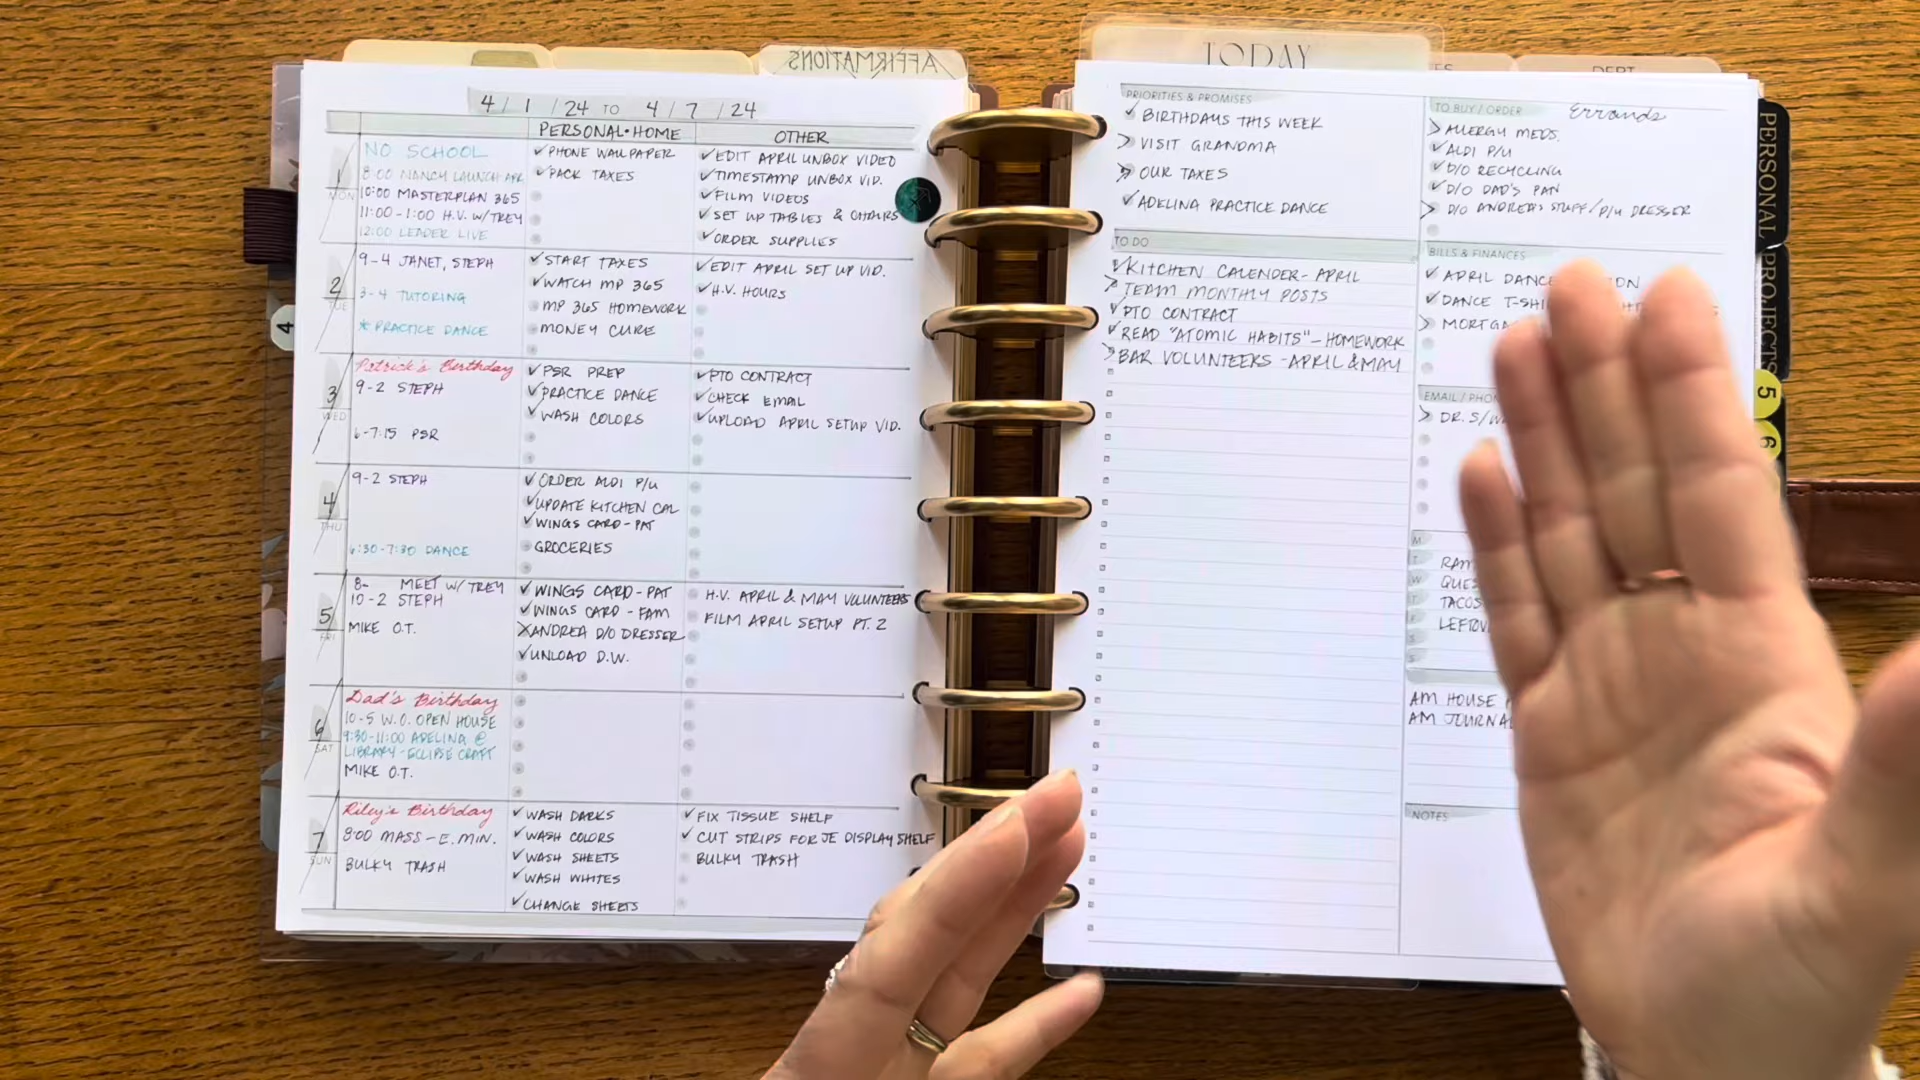 AFFIRMATIONS
4 / 1 / 24 TO 4 / 7 / 24
PERSONAL • HOME
OTHER
1
MON
NO SCHOOL
8:00 NANCY LAUNCH APR
10:00 MASTERPLAN 365
11:00-1:00 H.V. W/TREY
12:00 LEADER LIVE
✓PHONE WALLPAPER
✓PACK TAXES
✓EDIT APRIL UNBOX VIDEO
✓TIMESTAMP UNBOX VID.
✓FILM VIDEOS
✓SET UP TABLES & CHAIRS
✓ORDER SUPPLIES
2
TUE
9-4 JANET, STEPH
3-4 TUTORING
* PRACTICE DANCE
✓START TAXES
✓WATCH MP 365
MP 365 HOMEWORK
MONEY CURE
✓EDIT APRIL SET UP VID.
✓H.V. HOURS
3
WED
Patrick's Birthday
9-2 STEPH
6-7:15 PSR
✓PSR PREP
✓PRACTICE DANCE
✓WASH COLORS
✓PTO CONTRACT
✓CHECK EMAIL
✓UPLOAD APRIL SETUP VID.
4
THU
9-2 STEPH
6:30-7:30 DANCE
✓ORDER ALDI P/U
✓UPDATE KITCHEN CAL
✓WINGS CARD-PAT
GROCERIES
5
FRI
8- MEET W/ TREY
10-2 STEPH
MIKE O.T.
✓WINGS CARD-PAT
✓WINGS CARD-FAM
XANDREA D/O DRESSER
✓UNLOAD D.W.
H.V. APRIL & MAY VOLUNTEERS
FILM APRIL SETUP PT. 2
6
SAT
Dad's Birthday
10-5 W.O. OPEN HOUSE
9:30-11:00 ADELINA @
LIBRARY-ECLIPSE CRAFT
MIKE O.T.
7
SUN
Riley's Birthday
8:00 MASS-E.MIN.
BULKY TRASH
✓WASH DARKS
✓WASH COLORS
✓WASH SHEETS
✓WASH WHITES
✓CHANGE SHEETS
✓FIX TISSUE SHELF
✓CUT STRIPS FOR JE DISPLAY SHELF
BULKY TRASH
4
TODAY
DEPT
PRIORITIES & PROMISES
✓BIRTHDAYS THIS WEEK
>VISIT GRANDMA
>OUR TAXES
✓ADELINA PRACTICE DANCE
TO DO
✓KITCHEN CALENDER-APRIL
>TEAM MONTHLY POSTS
✓PTO CONTRACT
✓READ "ATOMIC HABITS"-HOMEWORK
>BAR VOLUNTEERS-APRIL & MAY
TO BUY / ORDER
Errands
>ALLERGY MEDS.
✓ALDI P/U
✓D/O RECYCLING
✓D/O DAD'S PAN
>D/O ANDREA'S STUFF/P/U DRESSER
BILLS & FINANCES
✓APRIL DANCE
✓DANCE
>
EMAIL /
>DR.
M
T
W
T
F
S
S
TACOS
AM HOUSE
AM
NOTES
PERSONAL
PROJECTS
5
6